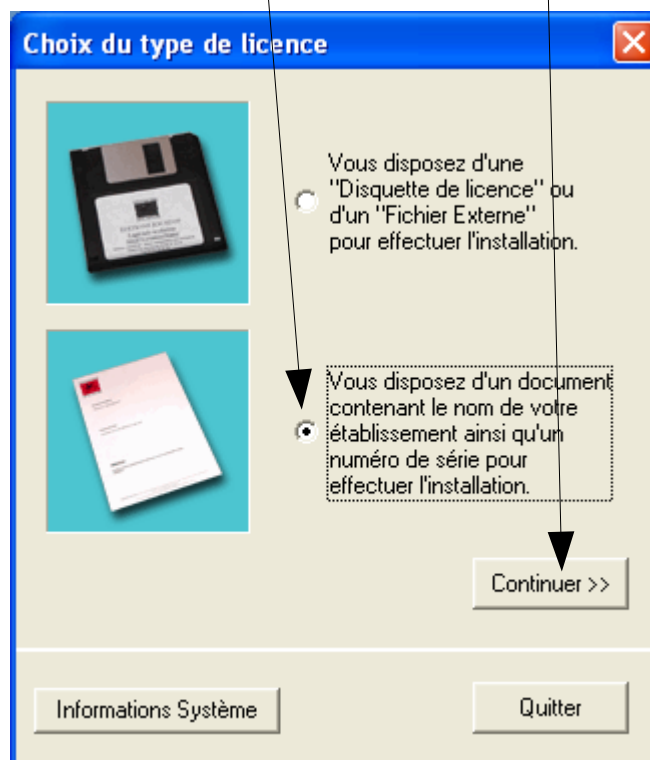 Choix du type de licence
Vous disposez d'une
"Disquette de licence" ou
d'un "Fichier Externe"
pour effectuer l'installation.
Vous disposez d'un document
contenant le nom de votre
établissement ainsi qu'un
numéro de série pour
effectuer l'installation.
Continuer >>
Informations Système
Quitter